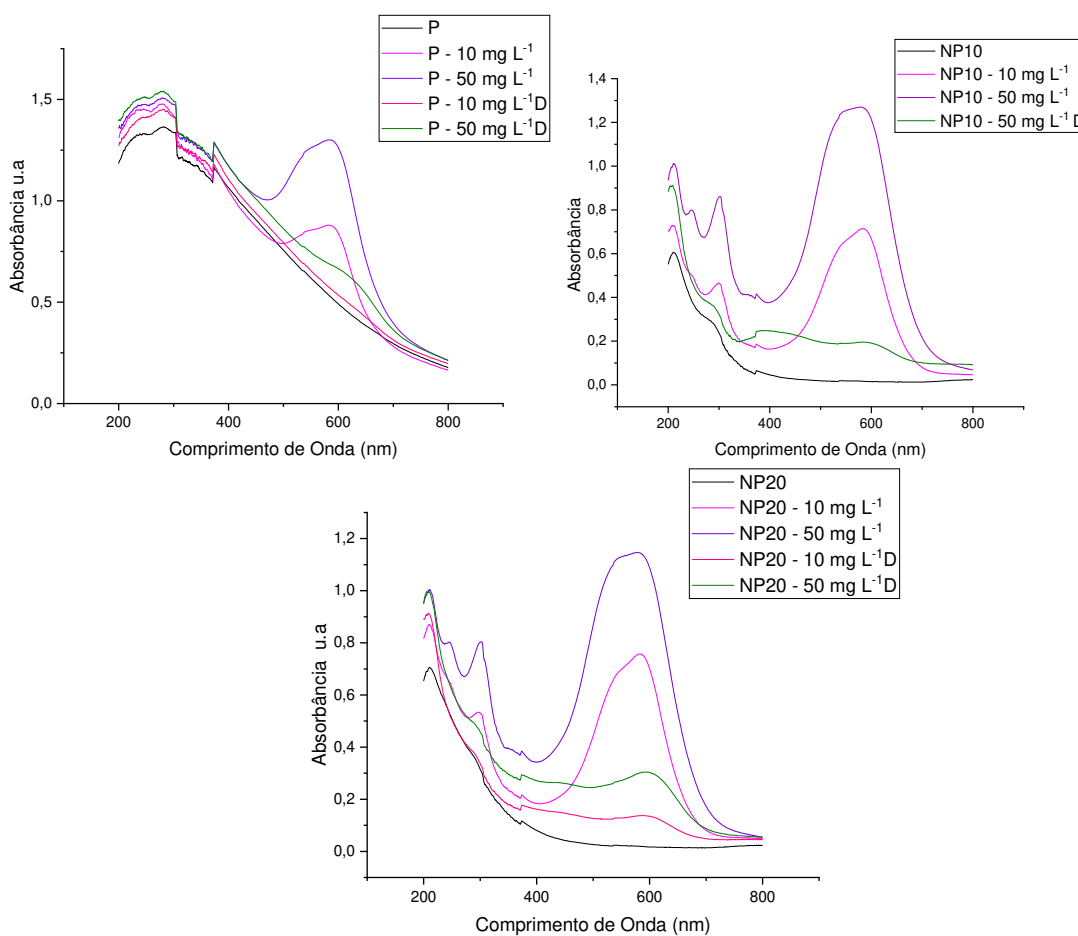 P
P - 10 mg L⁻¹
P - 50 mg L⁻¹
P - 10 mg L⁻¹D
P - 50 mg L⁻¹D
1,5
1,0
0,5
0,0
Absorbância u.a
200 400 600 800
Comprimento de Onda (nm)
NP10
NP10 - 10 mg L⁻¹
NP10 - 50 mg L⁻¹
NP10 - 50 mg L⁻¹D
1,4
1,2
1,0
0,8
0,6
0,4
0,2
0,0
Absorbância
200 400 600 800
Comprimento de Onda (nm)
NP20
NP20 - 10 mg L⁻¹
NP20 - 50 mg L⁻¹
NP20 - 10 mg L⁻¹D
NP20 - 50 mg L⁻¹D
1,2
1,0
0,8
0,6
0,4
0,2
0,0
Absorbância u.a
200 400 600 800
Comprimento de Onda (nm)